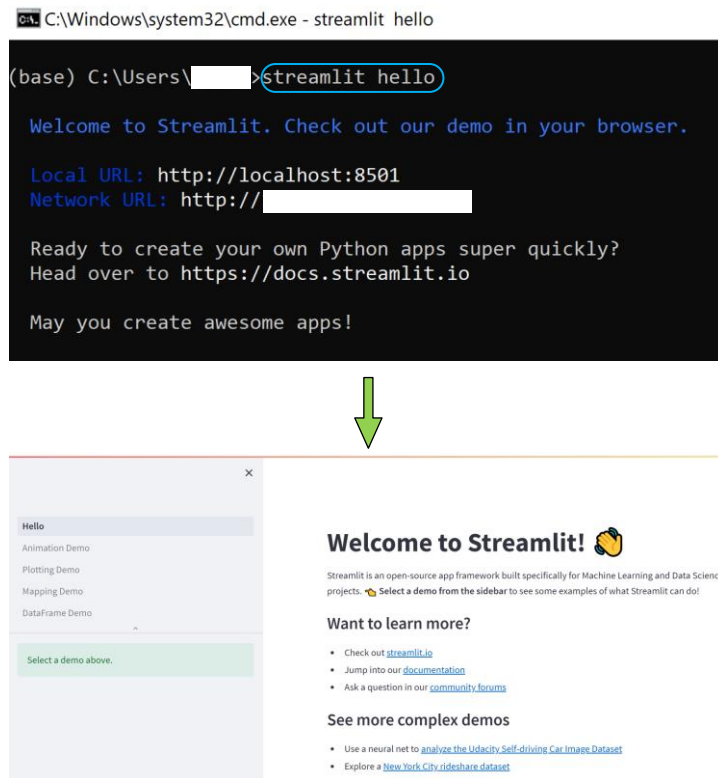 C:\Windows\system32\cmd.exe - streamlit hello
(base) C:\Users\ >streamlit hello
Welcome to Streamlit. Check out our demo in your browser.
Local URL: http://localhost:8501
Network URL: http://
Ready to create your own Python apps super quickly?
Head over to https://docs.streamlit.io
May you create awesome apps!
×
Hello
Animation Demo
Plotting Demo
Mapping Demo
DataFrame Demo
Select a demo above.
Welcome to Streamlit! 👋
Streamlit is an open-source app framework built specifically for Machine Learning and Data Scienc
projects. 👈 Select a demo from the sidebar to see some examples of what Streamlit can do!
Want to learn more?
• Check out streamlit.io
• Jump into our documentation
• Ask a question in our community forums
See more complex demos
• Use a neural net to analyze the Udacity Self-driving Car Image Dataset
• Explore a New York City rideshare dataset